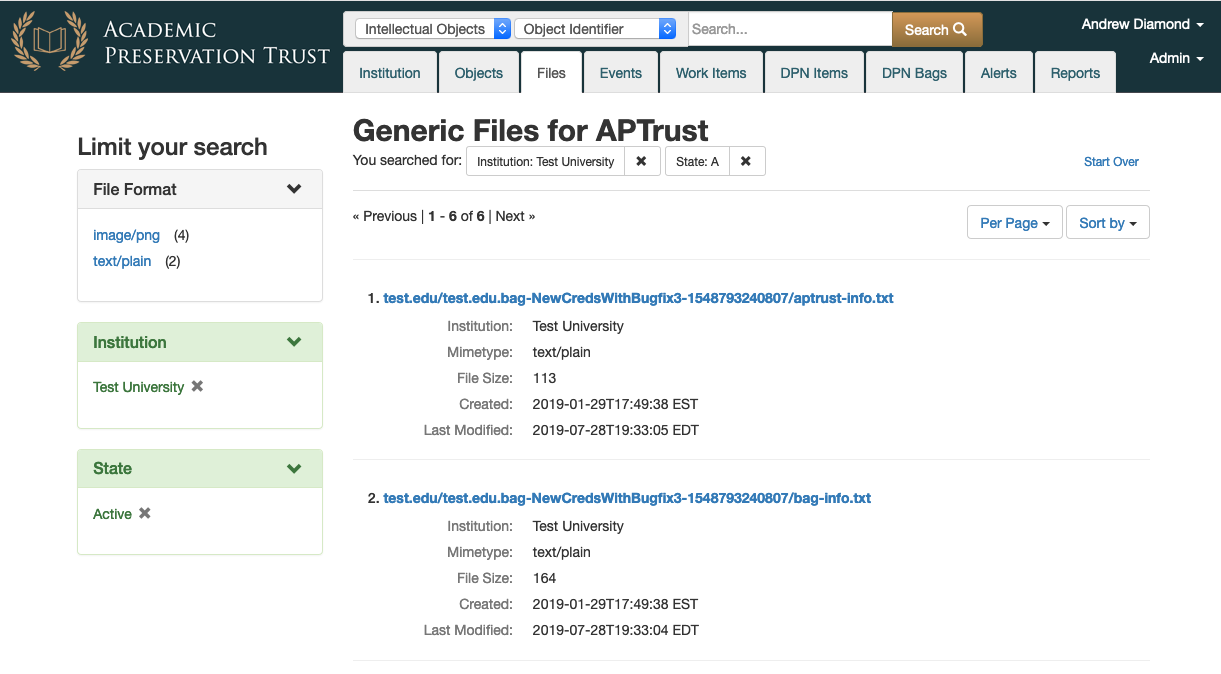 ACADEMIC
PRESERVATION TRUST
Intellectual Objects
Object Identifier
Search...
Search
Andrew Diamond
Admin
Institution
Objects
Files
Events
Work Items
DPN Items
DPN Bags
Alerts
Reports
Limit your search
File Format
image/png (4)
text/plain (2)
Institution
Test University ✖
State
Active ✖
Generic Files for APTrust
You searched for: Institution: Test University ✖ State: A ✖
Start Over
« Previous | 1 - 6 of 6 | Next »
Per Page
Sort by
1. test.edu/test.edu.bag-NewCredsWithBugfix3-1548793240807/aptrust-info.txt
Institution: Test University
Mimetype: text/plain
File Size: 113
Created: 2019-01-29T17:49:38 EST
Last Modified: 2019-07-28T19:33:05 EDT
2. test.edu/test.edu.bag-NewCredsWithBugfix3-1548793240807/bag-info.txt
Institution: Test University
Mimetype: text/plain
File Size: 164
Created: 2019-01-29T17:49:38 EST
Last Modified: 2019-07-28T19:33:04 EDT